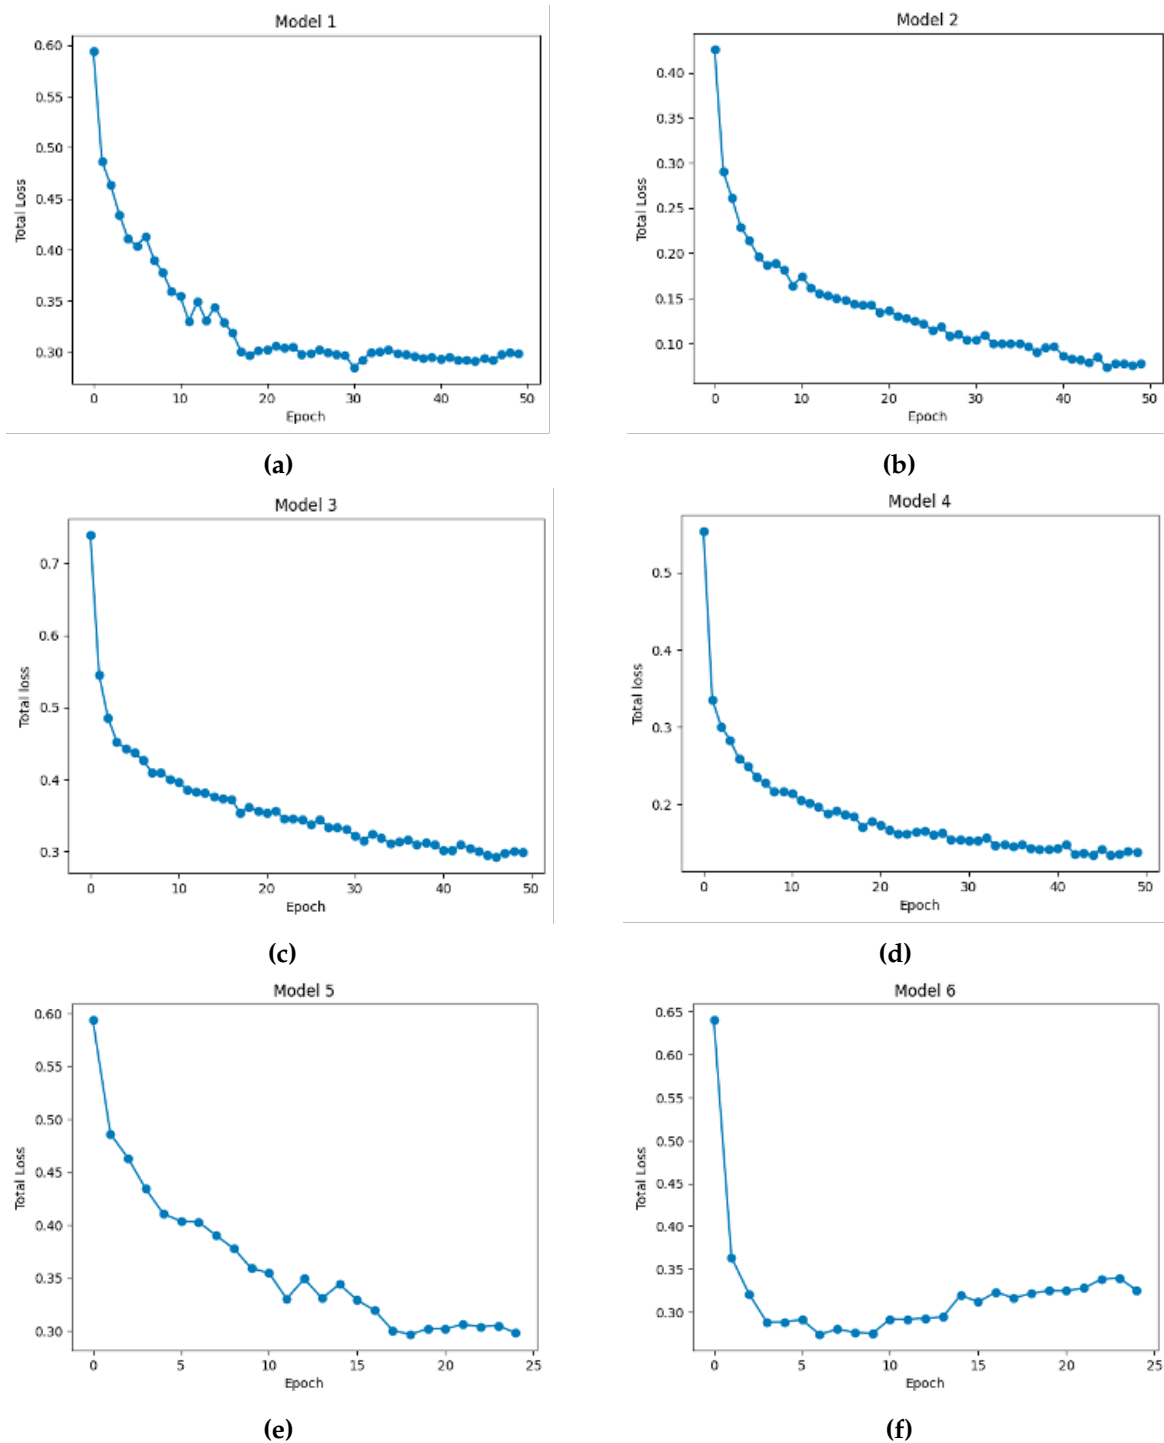 Model 1
0.60
0.55
0.50
0.45
0.40
0.35
0.30
Total Loss
0 10 20 30 40 50
Epoch
(a)
Model 2
0.40
0.35
0.30
0.25
0.20
0.15
0.10
Total Loss
0 10 20 30 40 50
Epoch
(b)
Model 3
0.7
0.6
0.5
0.4
0.3
Total loss
0 10 20 30 40 50
Epoch
(c)
Model 4
0.5
0.4
0.3
0.2
Total loss
0 10 20 30 40 50
Epoch
(d)
Model 5
0.60
0.55
0.50
0.45
0.40
0.35
0.30
Total Loss
0 5 10 15 20 25
Epoch
(e)
Model 6
0.65
0.60
0.55
0.50
0.45
0.40
0.35
0.30
Total Loss
0 5 10 15 20 25
Epoch
(f)